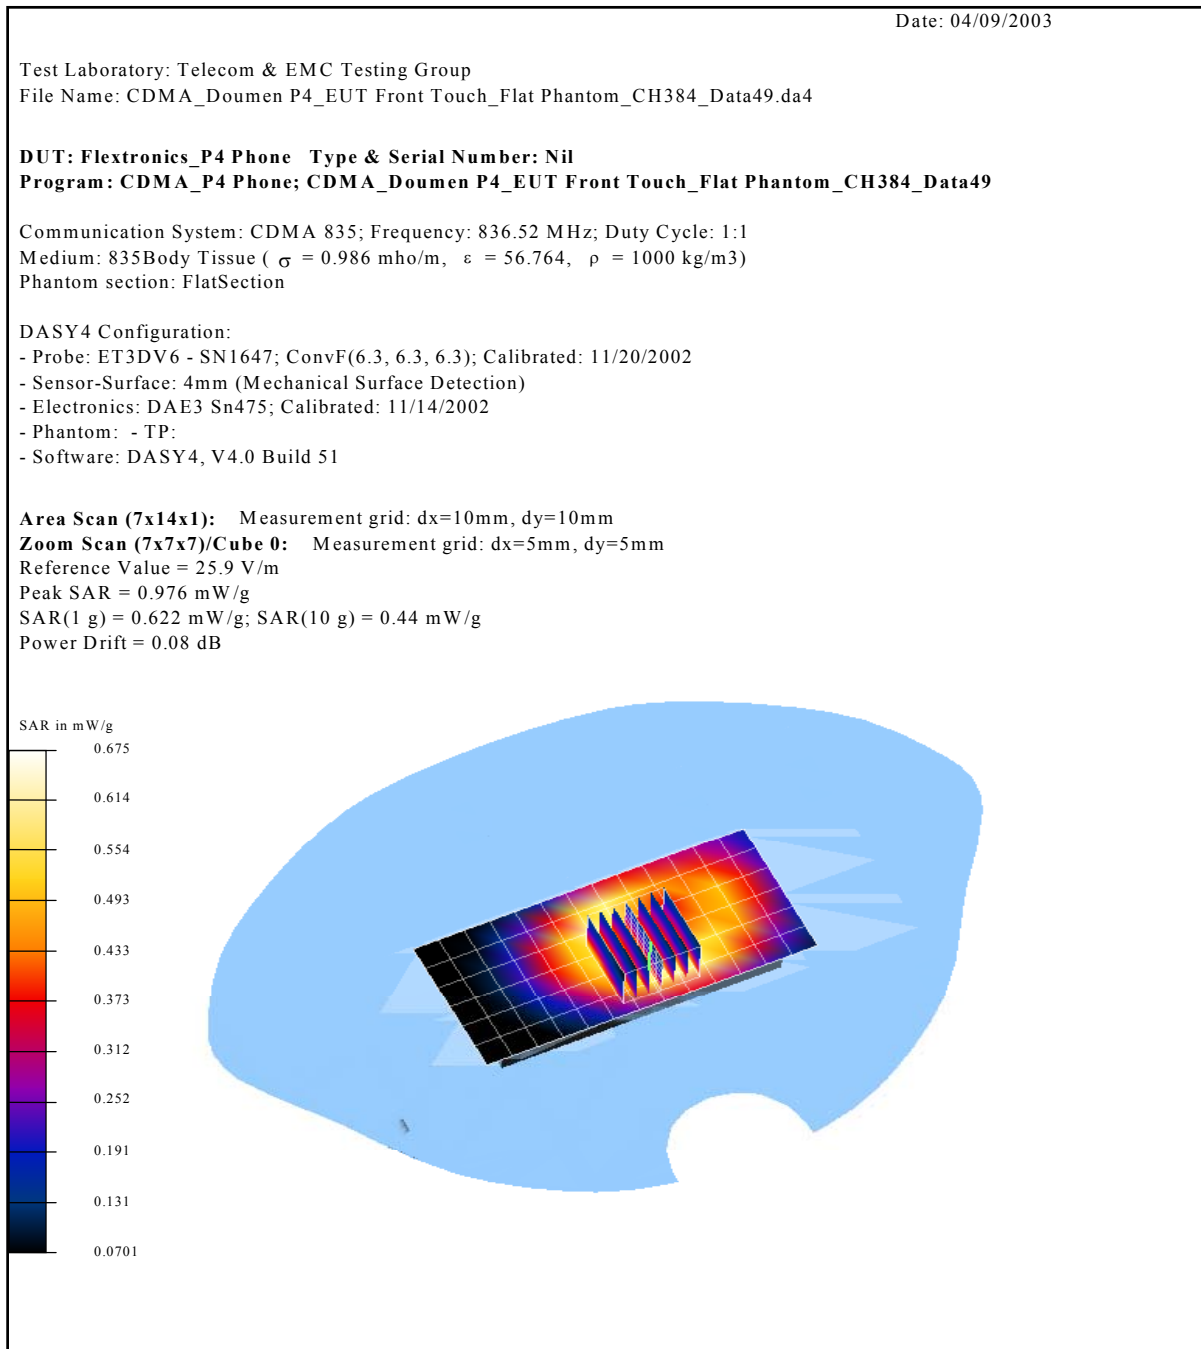 Date: 04/09/2003
Test Laboratory: Telecom & EMC Testing Group
File Name: CDMA_Doumen P4_EUT Front Touch_Flat Phantom_CH384_Data49.da4
DUT: Flextronics_P4 Phone Type & Serial Number: Nil
Program: CDMA_P4 Phone; CDMA_Doumen P4_EUT Front Touch_Flat Phantom_CH384_Data49
Communication System: CDMA 835; Frequency: 836.52 MHz; Duty Cycle: 1:1
Medium: 835Body Tissue ( σ = 0.986 mho/m, ε = 56.764, ρ = 1000 kg/m3)
Phantom section: FlatSection
DASY4 Configuration:
- Probe: ET3DV6 - SN1647; ConvF(6.3, 6.3, 6.3); Calibrated: 11/20/2002
- Sensor-Surface: 4mm (Mechanical Surface Detection)
- Electronics: DAE3 Sn475; Calibrated: 11/14/2002
- Phantom: - TP:
- Software: DASY4, V4.0 Build 51
Area Scan (7x14x1): Measurement grid: dx=10mm, dy=10mm
Zoom Scan (7x7x7)/Cube 0: Measurement grid: dx=5mm, dy=5mm
Reference Value = 25.9 V/m
Peak SAR = 0.976 mW/g
SAR(1 g) = 0.622 mW/g; SAR(10 g) = 0.44 mW/g
Power Drift = 0.08 dB
SAR in mW/g
0.675
0.614
0.554
0.493
0.433
0.373
0.312
0.252
0.191
0.131
0.0701